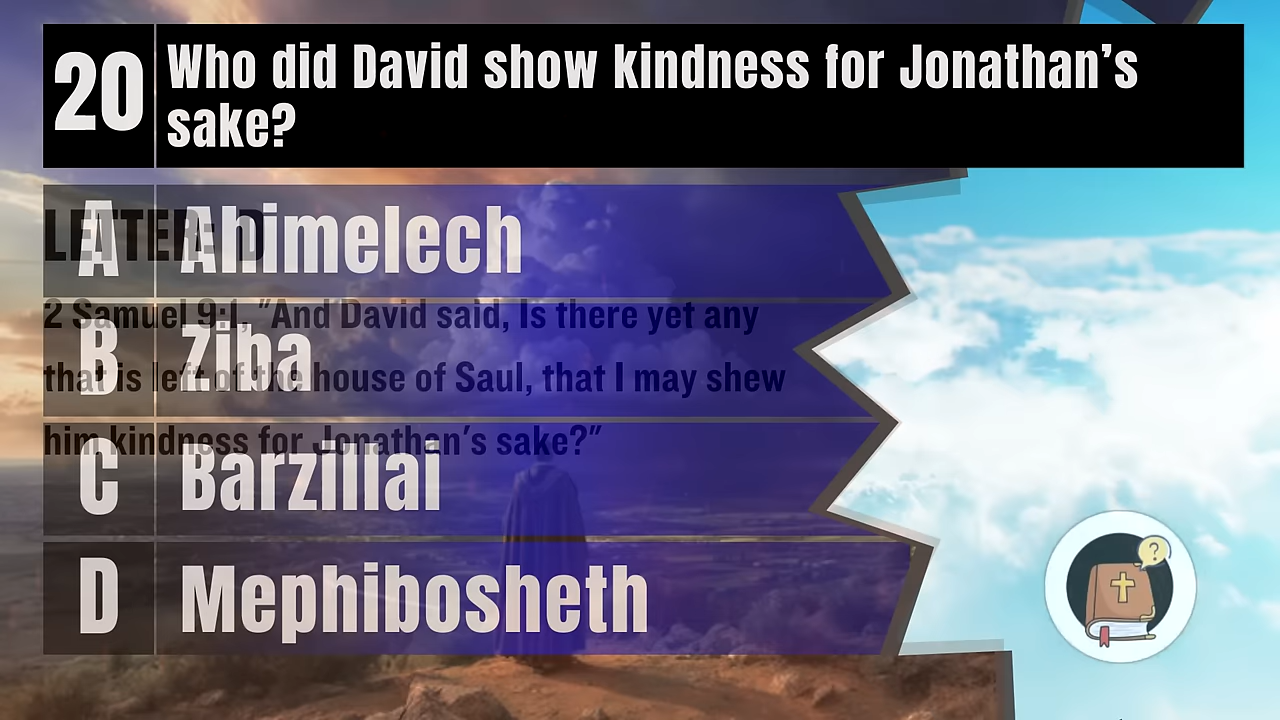 20
Who did David show kindness for Jonathan’s
sake?
LETTER D
A Ahimelech
2 Samuel 9:1, "And David said, Is there yet any
B Ziba
that is left of the house of Saul, that I may shew
him kindness for Jonathan's sake?"
C Barzillai
D Mephibosheth
?